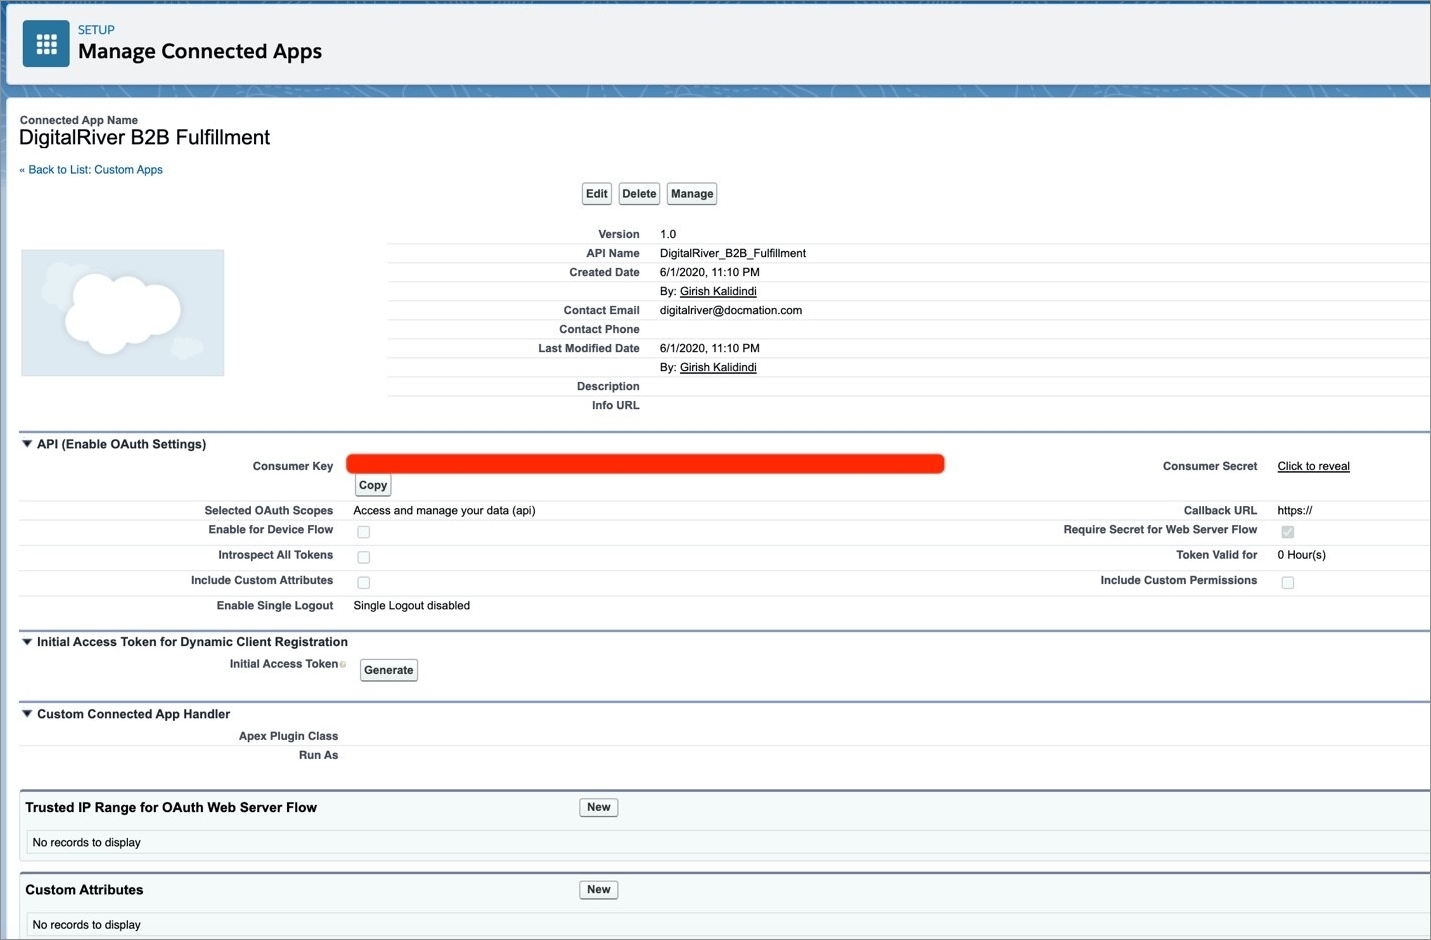 SETUP
Manage Connected Apps
Connected App Name
DigitalRiver B2B Fulfillment
« Back to List: Custom Apps
Edit Delete Manage
Version 1.0
API Name DigitalRiver_B2B_Fulfillment
Created Date 6/1/2020, 11:10 PM
By: Girish Kalidindi
Contact Email digitalriver@docmation.com
Contact Phone
Last Modified Date 6/1/2020, 11:10 PM
By: Girish Kalidindi
Description
Info URL
API (Enable OAuth Settings)
Consumer Key Consumer Secret Click to reveal
Copy
Selected OAuth Scopes Access and manage your data (api) Callback URL https://
Enable for Device Flow Require Secret for Web Server Flow
Introspect All Tokens Token Valid for 0 Hour(s)
Include Custom Attributes Include Custom Permissions
Enable Single Logout Single Logout disabled
Initial Access Token for Dynamic Client Registration
Initial Access Token Generate
Custom Connected App Handler
Apex Plugin Class
Run As
Trusted IP Range for OAuth Web Server Flow New
No records to display
Custom Attributes New
No records to display